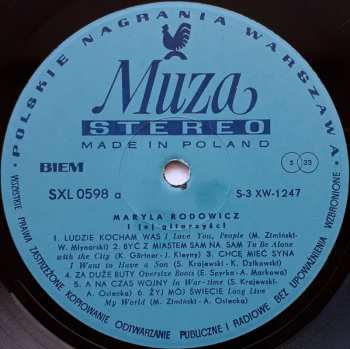 POLSKIE NAGRANIA WARSZAWA
Muza
STEREO
MADE IN POLAND
BIEM
S 33
SXL 0598 a
S-3 XW-1247
MARYLA RODOWICZ
i jej gitarzyści
1. LUDZIE KOCHAM WAS I Love You, People (M. Zimiński-
W. Młynarski) 2. BYĆ Z MIASTEM SAM NA SAM To Be Alone
with the City (K. Gärtner - J. Kleyny) 3. CHCĘ MIEĆ SYNA
I Want to Have a Son (S. Krajewski - K. Dzikowski)
4. ZA DUŻE BUTY Oversize Boots (E. Spyrka - A. Markowa)
5. A NA CZAS WOJNY In War-time (S. Krajewski-
A. Osiecka) 6. ŻYJ MÓJ ŚWIECIE Long Live
My World (M. Zimiński - A. Osiecka)
WSZYSTKIE PRAWA ZASTRZEŻONE KOPIOWANIE ODTWARZANIE PUBLICZNE I RADIOWE BEZ UPOWAŻNIENIA WZBRONIONE